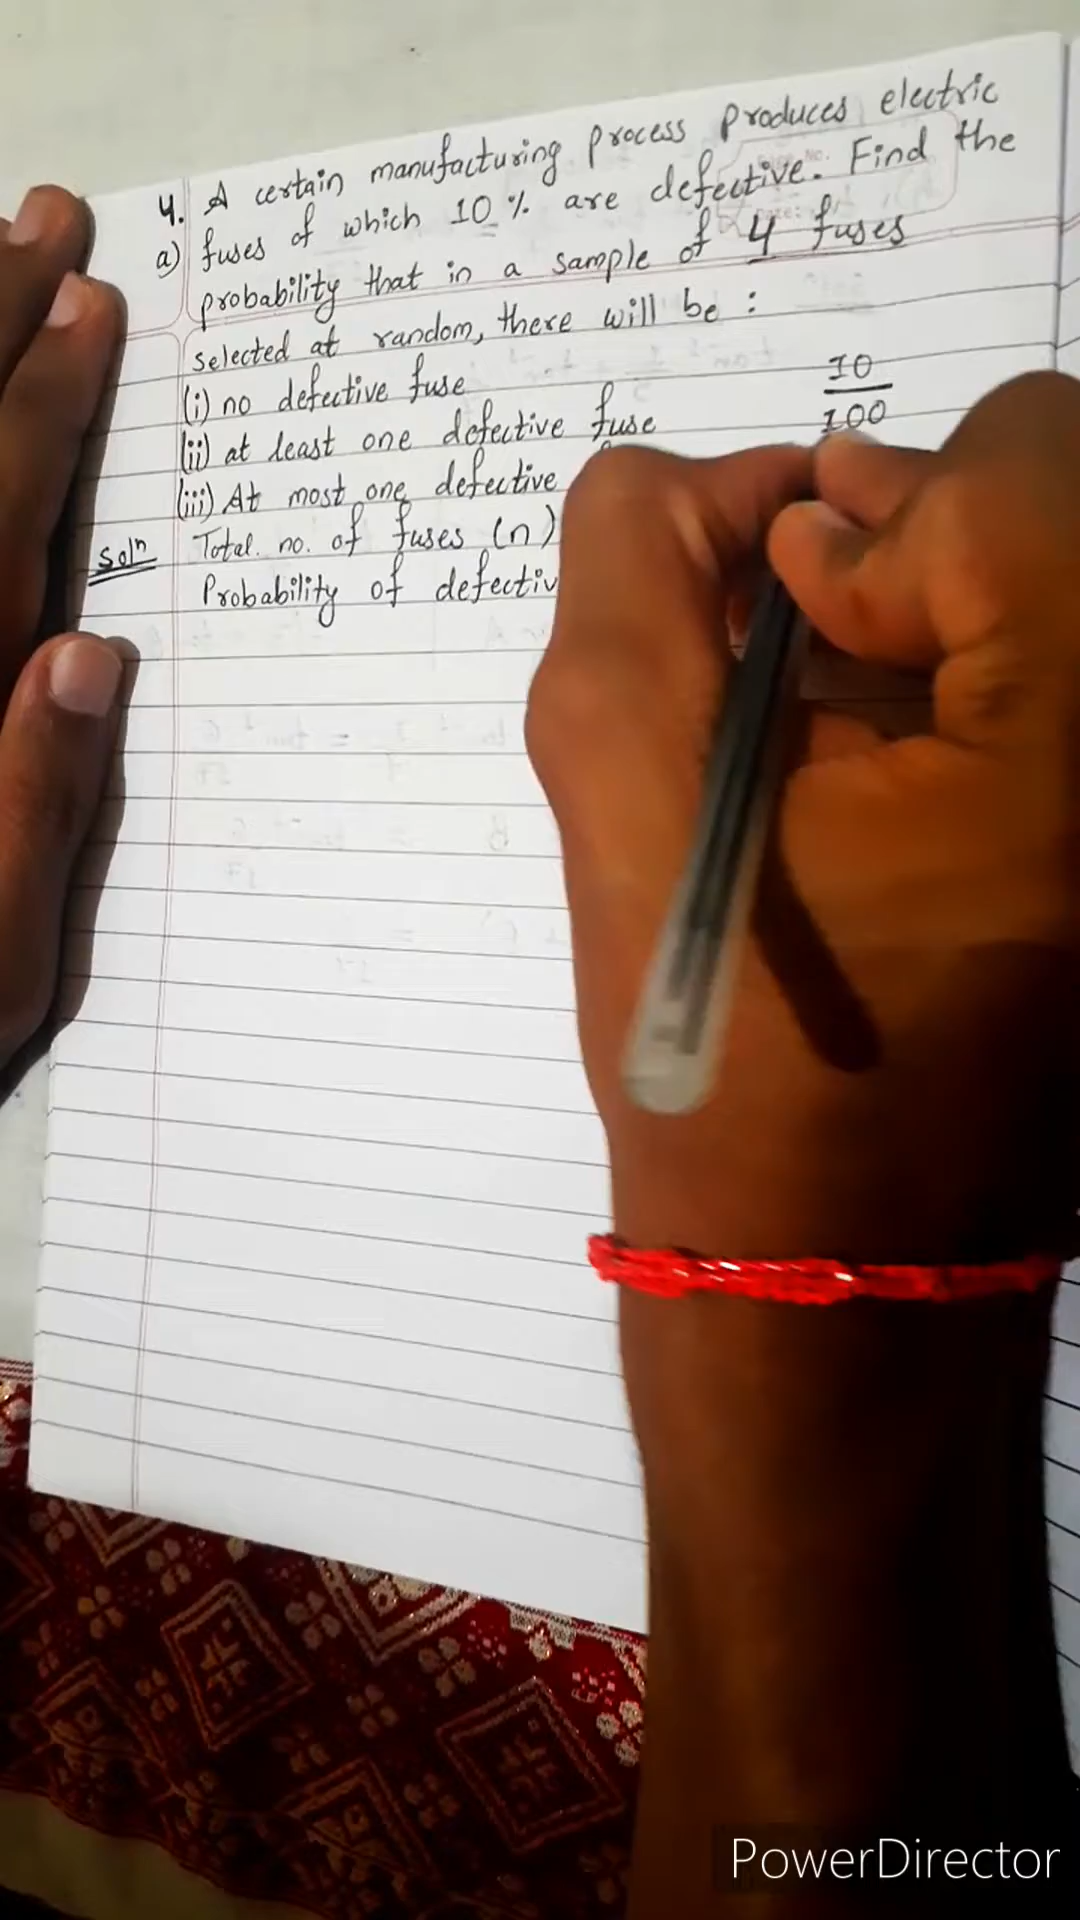 4. A certain manufacturing process produces electric
a) fuses of which 10 % are defective. Find the
probability that in a sample of 4 fuses
selected at random, there will be :
(i) no defective fuse
(ii) at least one defective fuse
(iii) At most one defective
10
100
Soln Total. no. of fuses (n)
Probability of defectiv
PowerDirector